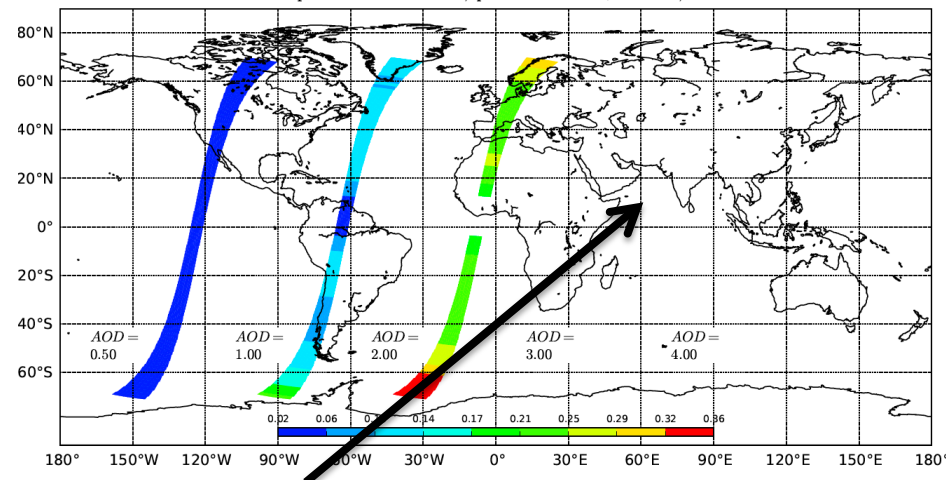 80°N
60°N
40°N
20°N
0°
20°S
40°S
60°S
AOD = 0.50
AOD = 1.00
AOD = 2.00
AOD = 3.00
AOD = 4.00
0.02 0.06 0.14 0.17 0.21 0.25 0.29 0.32 0.36
180° 150°W 120°W 90°W 60°W 30°W 0° 30°E 60°E 90°E 120°E 150°E 180°